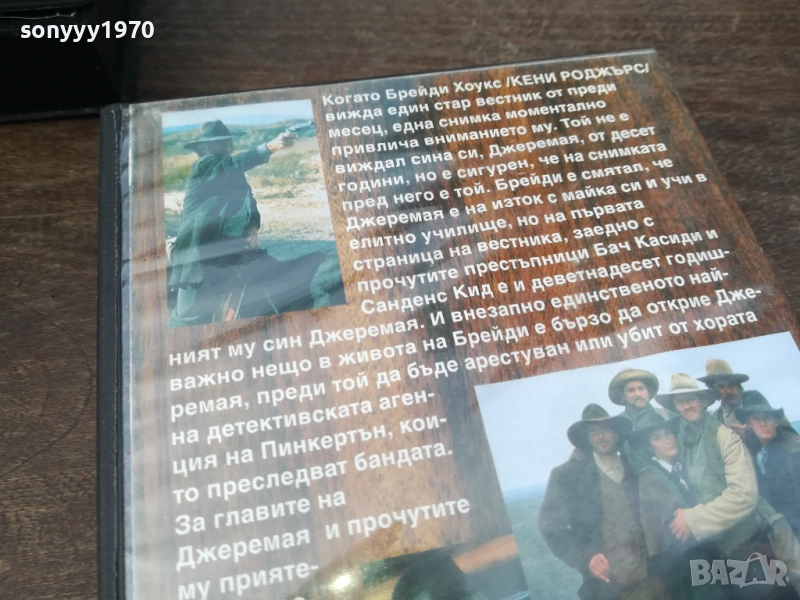 sonyyy1970
Когато Брейди Хоукс /КЕНИ РОДЖЪРС/
вижда един стар вестник от преди
месец, една снимка моментално
привлича вниманието му. Той не е
виждал сина си, Джеремая, от десет
години, но е сигурен, че на снимката
пред него е той. Брейди е смятал, че
Джеремая е на изток с майка си и учи в
елитно училище, но на първата
страница на вестника, заедно с
прочутите престъпници Бач Касиди и
Санденс Кид е и деветнадесет годиш-
ният му син Джеремая. И внезапно единственото най-
важно нещо в живота на Брейди е бързо да открие Дже-
ремая, преди той да бъде арестуван или убит от хората
на детективската аген-
ция на Пинкертън, кои-
то преследват бандата.
За главите на
Джеремая и прочутите
му прияте-
BAZAR